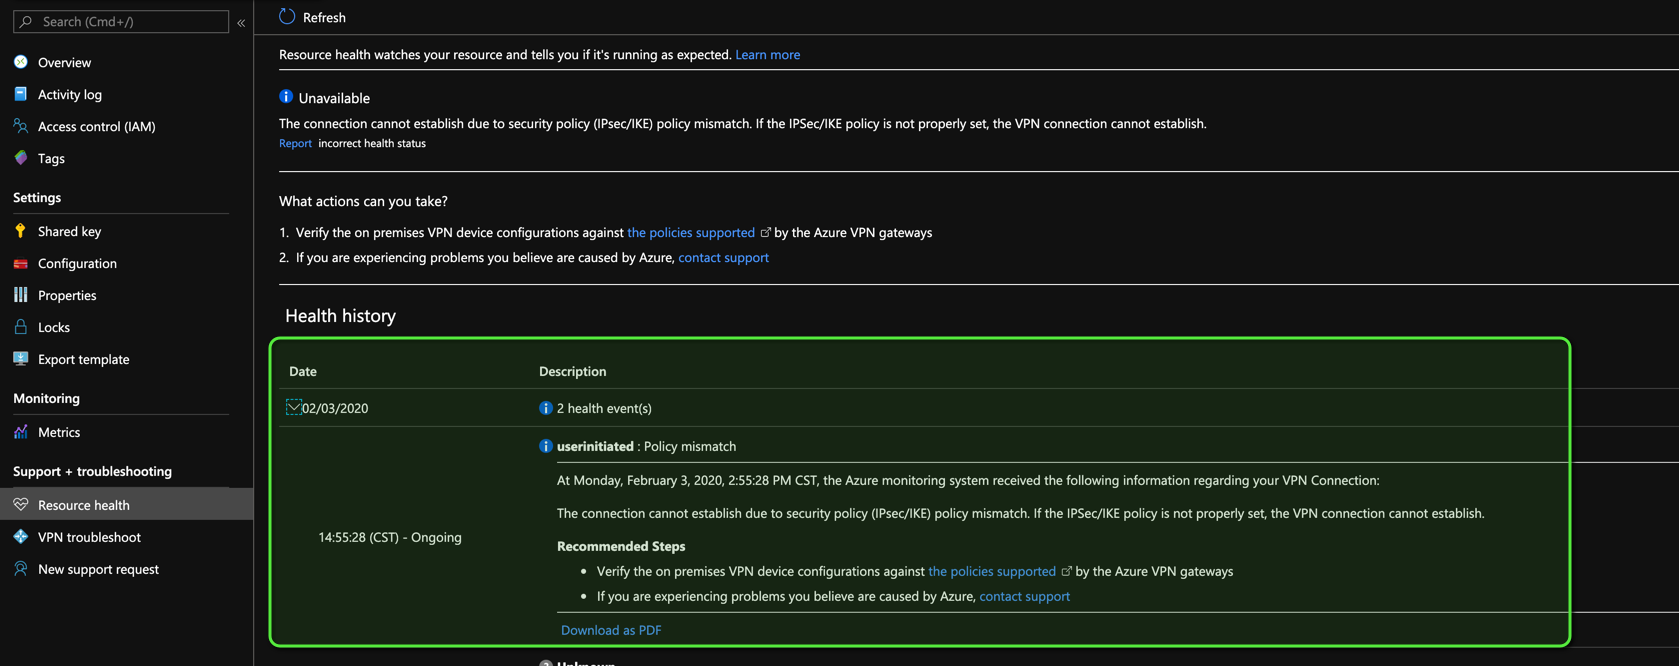 Search (Cmd+/)
«
Overview
Activity log
Access control (IAM)
Tags
Settings
Shared key
Configuration
Properties
Locks
Export template
Monitoring
Metrics
Support + troubleshooting
Resource health
VPN troubleshoot
New support request
Refresh
Resource health watches your resource and tells you if it's running as expected. Learn more
Unavailable
The connection cannot establish due to security policy (IPsec/IKE) policy mismatch. If the IPSec/IKE policy is not properly set, the VPN connection cannot establish.
Report incorrect health status
What actions can you take?
1. Verify the on premises VPN device configurations against the policies supported by the Azure VPN gateways
2. If you are experiencing problems you believe are caused by Azure, contact support
Health history
Date Description
02/03/2020 2 health event(s)
userinitiated : Policy mismatch
At Monday, February 3, 2020, 2:55:28 PM CST, the Azure monitoring system received the following information regarding your VPN Connection:
The connection cannot establish due to security policy (IPsec/IKE) policy mismatch. If the IPSec/IKE policy is not properly set, the VPN connection cannot establish.
14:55:28 (CST) - Ongoing
Recommended Steps
• Verify the on premises VPN device configurations against the policies supported by the Azure VPN gateways
• If you are experiencing problems you believe are caused by Azure, contact support
Download as PDF
Unknown